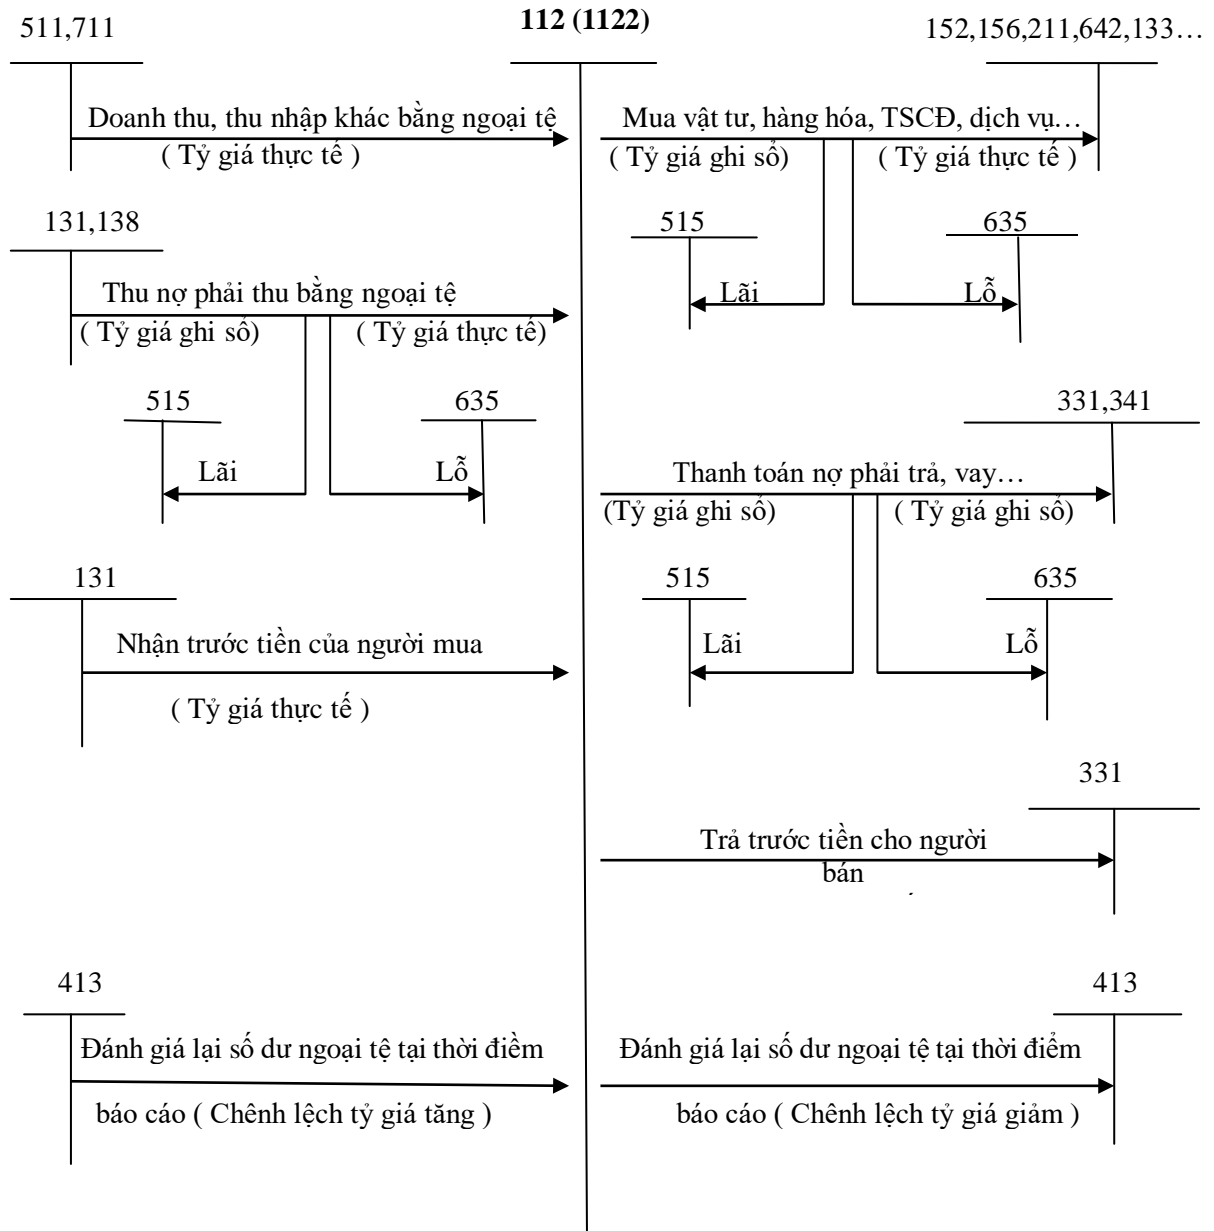 511,711
112 (1122)
152,156,211,642,133…
Doanh thu, thu nhập khác bằng ngoại tệ
( Tỷ giá thực tế )
Mua vật tư, hàng hóa, TSCĐ, dịch vụ…
( Tỷ giá ghi sổ)
( Tỷ giá thực tế )
131,138
515
635
Thu nợ phải thu bằng ngoại tệ
Lãi
Lỗ
( Tỷ giá ghi sổ)
( Tỷ giá thực tế)
515
635
331,341
Lãi
Lỗ
Thanh toán nợ phải trả, vay…
(Tỷ giá ghi sổ)
( Tỷ giá ghi sổ)
131
515
635
Nhận trước tiền của người mua
Lãi
Lỗ
( Tỷ giá thực tế )
331
Trả trước tiền cho người
bán
413
413
Đánh giá lại số dư ngoại tệ tại thời điềm
báo cáo ( Chênh lệch tỷ giá tăng )
Đánh giá lại số dư ngoại tệ tại thời điểm
báo cáo ( Chênh lệch tỷ giá giảm )